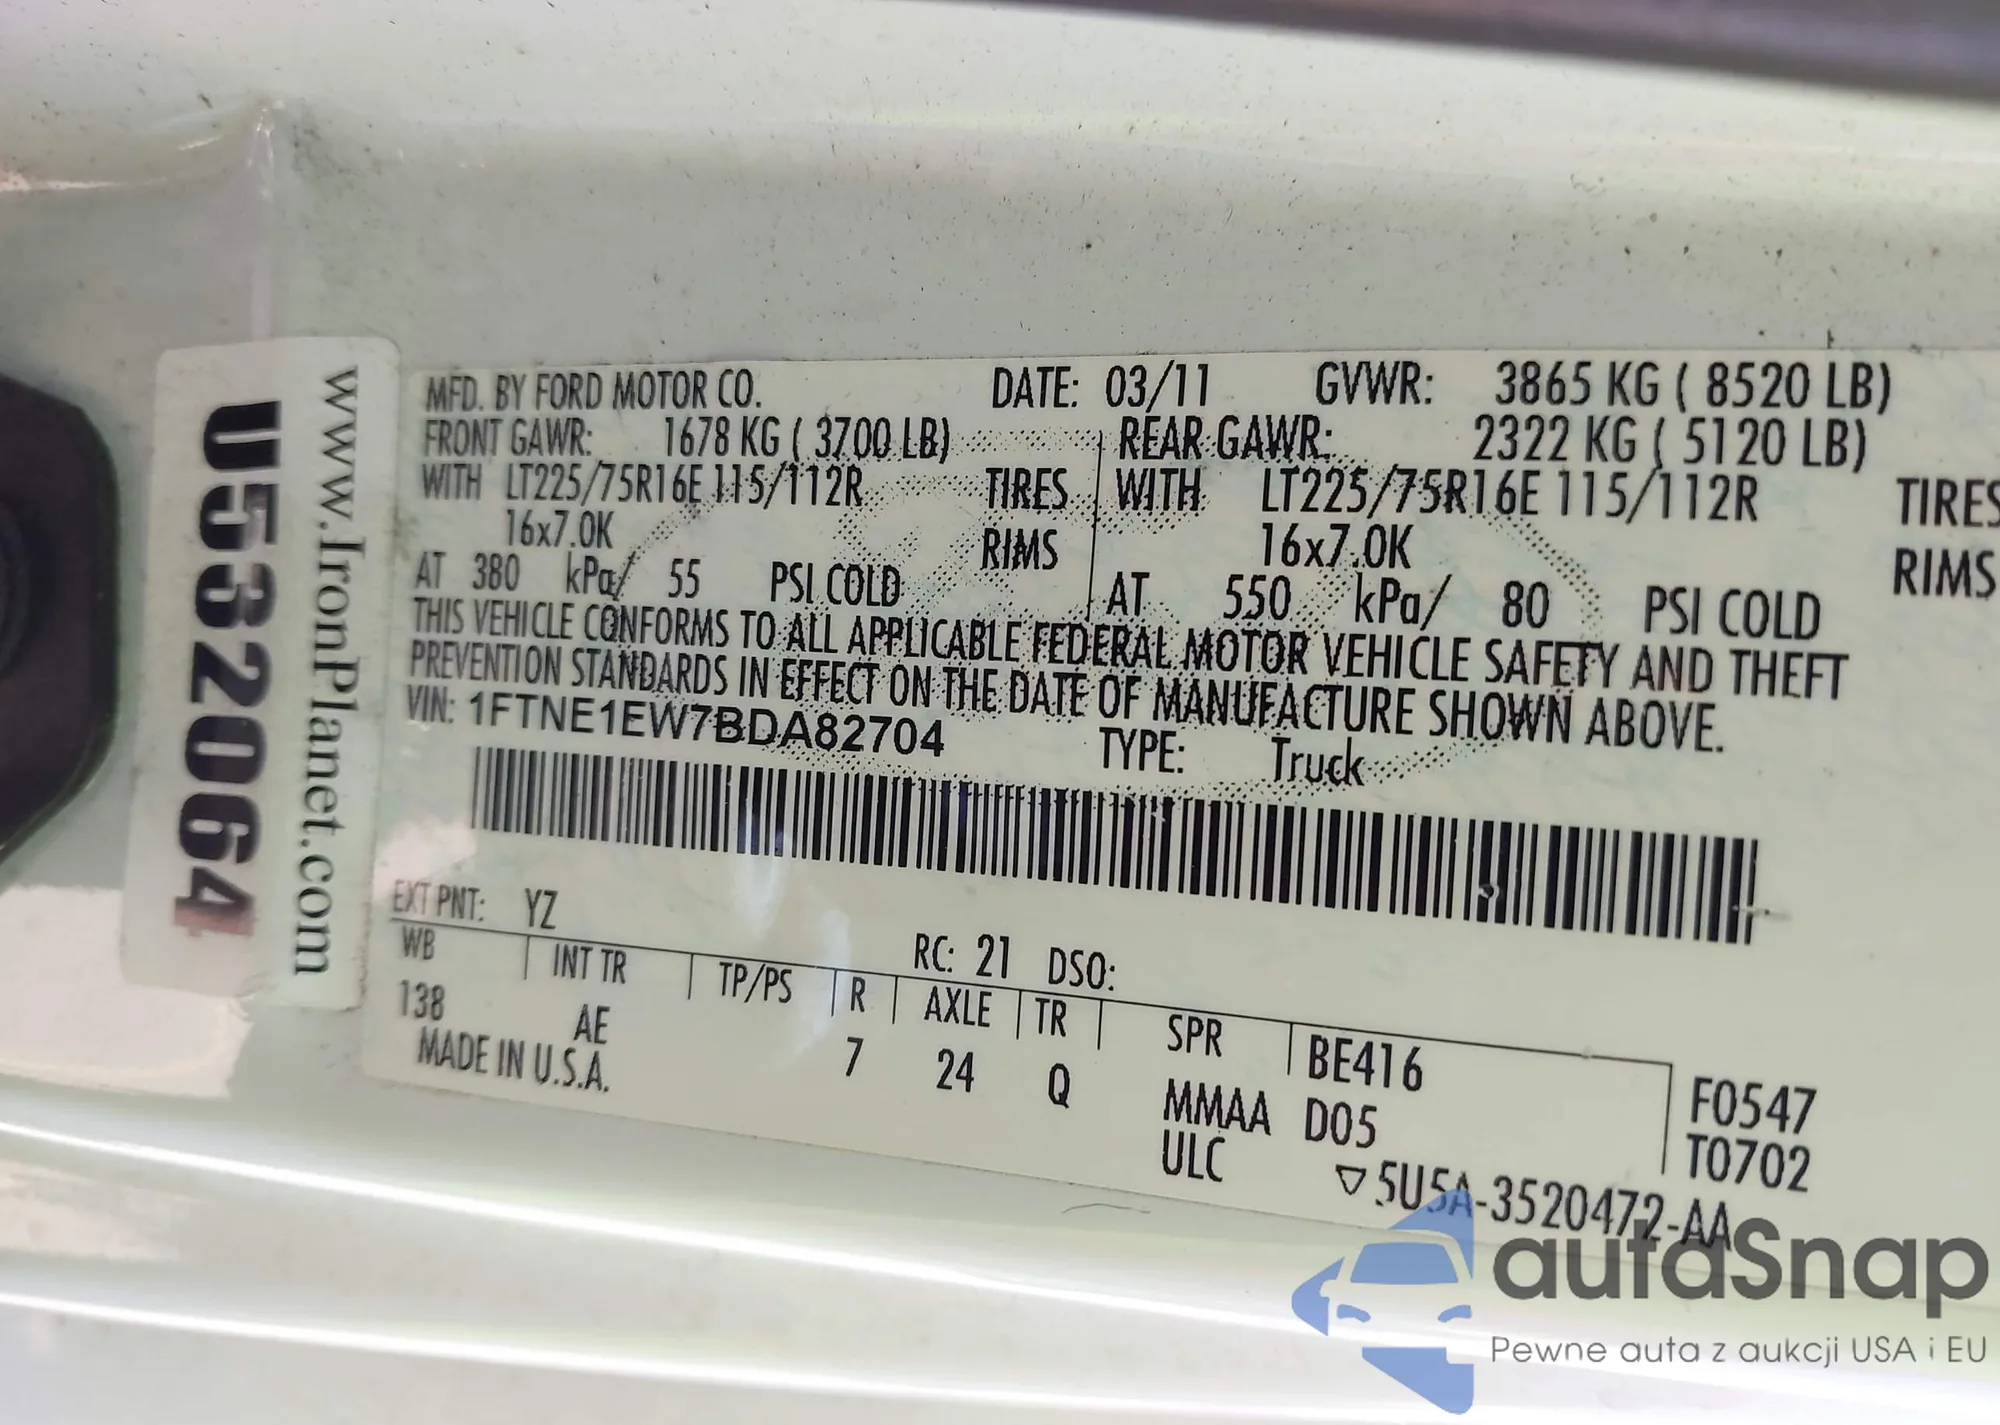 U532064
www.IronPlanet.com
MFD. BY FORD MOTOR CO. DATE: 03/11 GVWR: 3865 KG ( 8520 LB)
FRONT GAWR: 1678 KG ( 3700 LB) REAR GAWR: 2322 KG ( 5120 LB)
WITH LT225/75R16E 115/112R TIRES WITH LT225/75R16E 115/112R TIRES
16x7.0K RIMS 16x7.0K RIMS
AT 380 kPa/ 55 PSI COLD AT 550 kPa/ 80 PSI COLD
THIS VEHICLE CONFORMS TO ALL APPLICABLE FEDERAL MOTOR VEHICLE SAFETY AND THEFT
PREVENTION STANDARDS IN EFFECT ON THE DATE OF MANUFACTURE SHOWN ABOVE.
VIN: 1FTNE1EW7BDA82704 TYPE: Truck
EXT PNT: YZ RC: 21 DSO:
WB INT TR TP/PS R AXLE TR SPR BE416 F0547
138 AE 7 24 Q MMAA D05 T0702
MADE IN U.S.A. ULC ▽5U5A-3520472-AA
autoSnap
Pewne auta z aukcji USA i EU